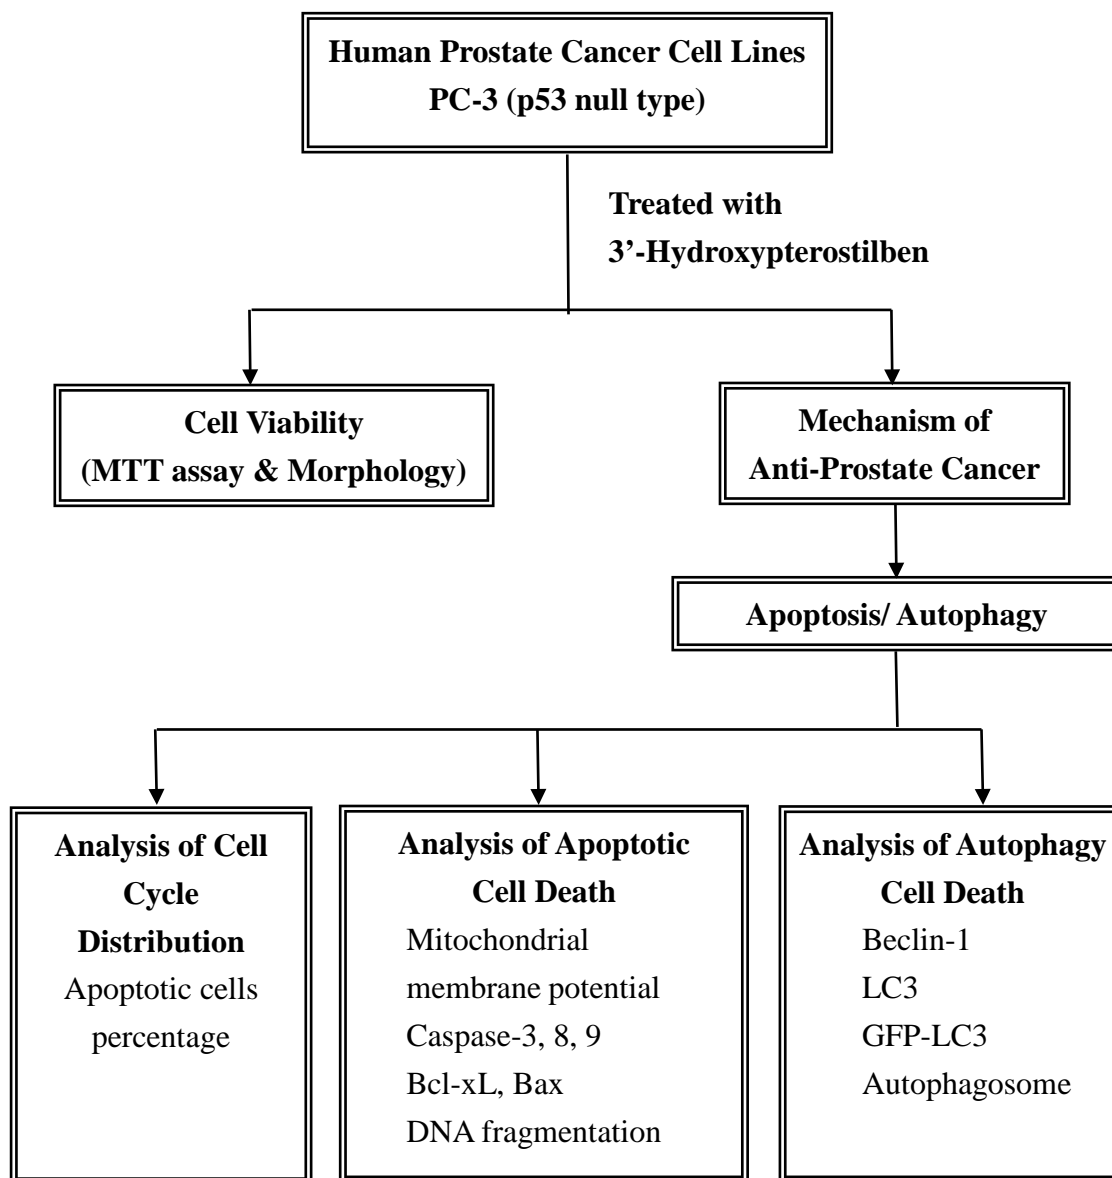 Human Prostate Cancer Cell Lines
PC-3 (p53 null type)
Treated with
3’-Hydroxypterostilben
Cell Viability
(MTT assay & Morphology)
Mechanism of
Anti-Prostate Cancer
Apoptosis/ Autophagy
Analysis of Cell
Cycle
Distribution
Apoptotic cells
percentage
Analysis of Apoptotic
Cell Death
Mitochondrial
membrane potential
Caspase-3, 8, 9
Bcl-xL, Bax
DNA fragmentation
Analysis of Autophagy
Cell Death
Beclin-1
LC3
GFP-LC3
Autophagosome